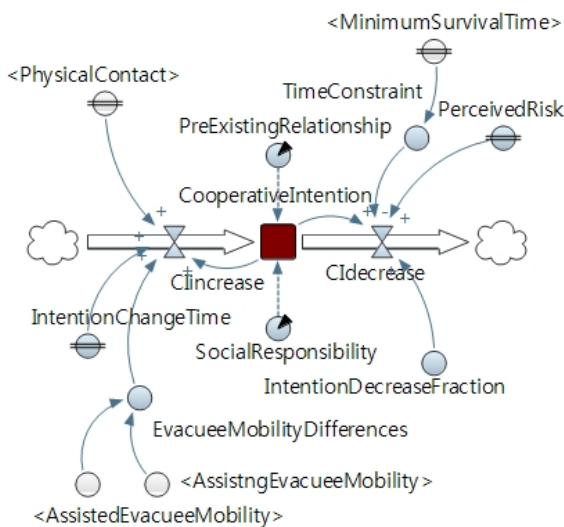 <MinimumSurvivalTime>
<PhysicalContact>
TimeConstraint
PerceivedRisk
PreExistingRelationship
CooperativeIntention
+
+ - +
+
+
CIincrease
+
CIdecrease
+
IntentionChangeTime
SocialResponsibility
IntentionDecreaseFraction
EvacueeMobilityDifferences
<AssistngEvacueeMobility>
<AssistedEvacueeMobility>